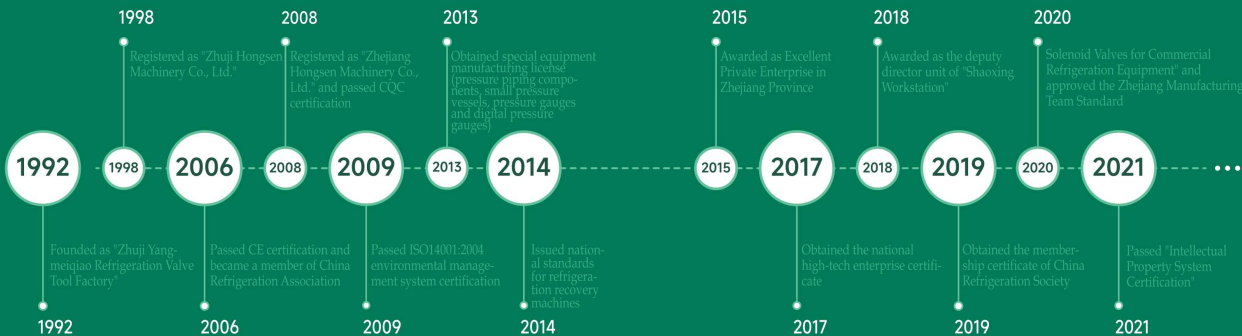 1998
2008
2013
2015
2018
2020
Registered as "Zhuji Hongsen
Machinery Co., Ltd."
Registered as "Zhejiang
Hongsen Machinery Co.,
Ltd." and passed CQC
certification
Obtained special equipment
manufacturing license
(pressure piping compo-
nents, small pressure
vessels, pressure gauges
and digital pressure
gauges)
Awarded as Excellent
Private Enterprise in
Zhejiang Province
Awarded as the deputy
director unit of "Shaoxing
Workstation"
Solenoid Valves for Commercial
Refrigeration Equipment" and
approved the Zhejiang Manufacturing
Team Standard
1992
1998
2006
2008
2009
2013
2014
2015
2017
2018
2019
2020
2021
Founded as "Zhuji Yang-
meiqiao Refrigeration Valve
Tool Factory"
Passed CE certification and
became a member of China
Refrigeration Association
Passed ISO14001:2004
environmental manage-
ment system certification
Issued nation-
al standards
for refrigera-
tion recovery
machines
Obtained the national
high-tech enterprise certifi-
cate
Obtained the member-
ship certificate of China
Refrigeration Society
Passed "Intellectual
Property System
Certification"
1992
2006
2009
2014
2017
2019
2021